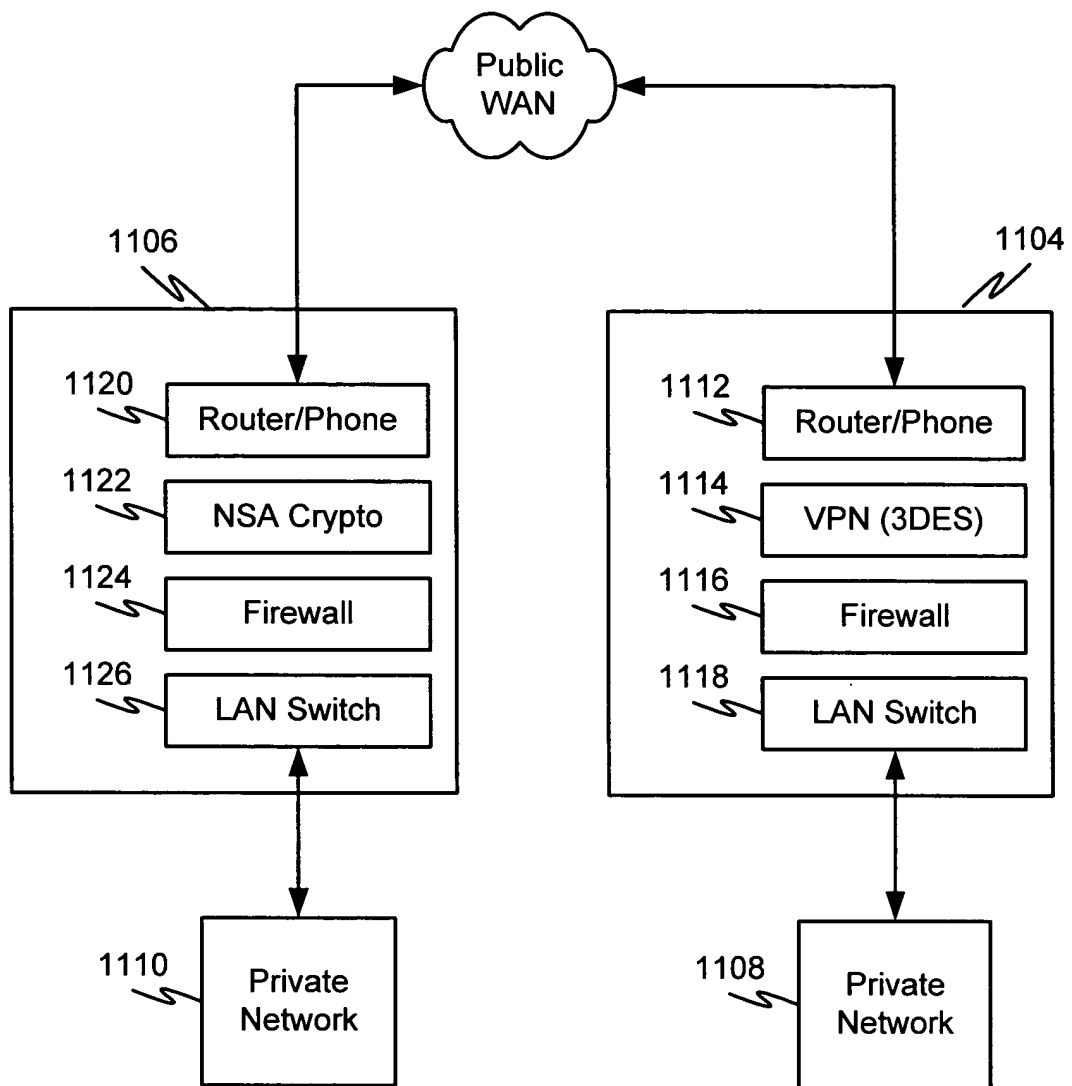 Public
WAN
1106
1104
1120
Router/Phone
1112
Router/Phone
1122
NSA Crypto
1114
VPN (3DES)
1124
Firewall
1116
Firewall
1126
LAN Switch
1118
LAN Switch
1110
Private
Network
1108
Private
Network